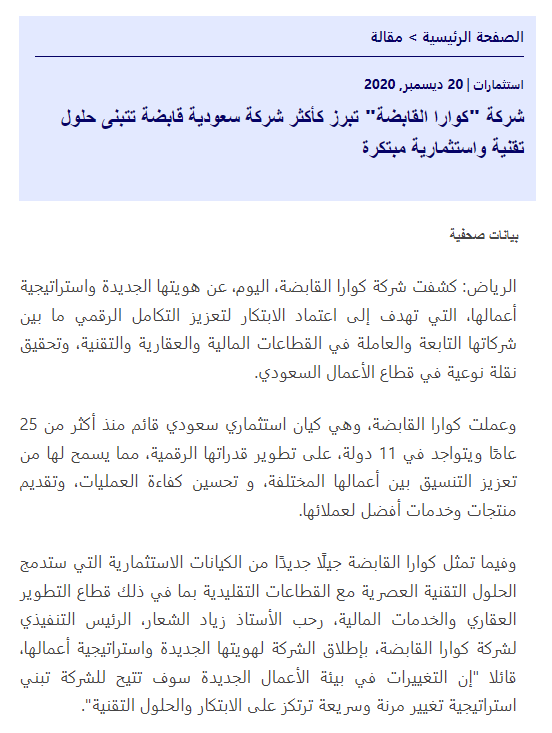 الصفحة الرئيسية > مقالة
استثمارات | 20 ديسمبر, 2020
شركة "كوارا القابضة" تبرز كأكثر شركة سعودية قابضة تتبنى حلول
تقنية واستثمارية مبتكرة
بيانات صحفية
الرياض: كشفت شركة كوارا القابضة، اليوم، عن هويتها الجديدة واستراتيجية
أعمالها، التي تهدف إلى اعتماد الابتكار لتعزيز التكامل الرقمي ما بين
شركاتها التابعة والعاملة في القطاعات المالية والعقارية والتقنية، وتحقيق
نقلة نوعية في قطاع الأعمال السعودي.
وعملت كوارا القابضة، وهي كيان استثماري سعودي قائم منذ أكثر من 25
عامًا ويتواجد في 11 دولة، على تطوير قدراتها الرقمية، مما يسمح لها من
تعزيز التنسيق بين أعمالها المختلفة، و تحسين كفاءة العمليات، وتقديم
منتجات وخدمات أفضل لعملائها.
وفيما تمثل كوارا القابضة جيلًا جديدًا من الكيانات الاستثمارية التي ستدمج
الحلول التقنية العصرية مع القطاعات التقليدية بما في ذلك قطاع التطوير
العقاري والخدمات المالية، رحب الأستاذ زياد الشعار، الرئيس التنفيذي
لشركة كوارا القابضة، بإطلاق الشركة لهويتها الجديدة واستراتيجية أعمالها،
قائلا "إن التغييرات في بيئة الأعمال الجديدة سوف تتيح للشركة تبني
استراتيجية تغيير مرنة وسريعة ترتكز على الابتكار والحلول التقنية".